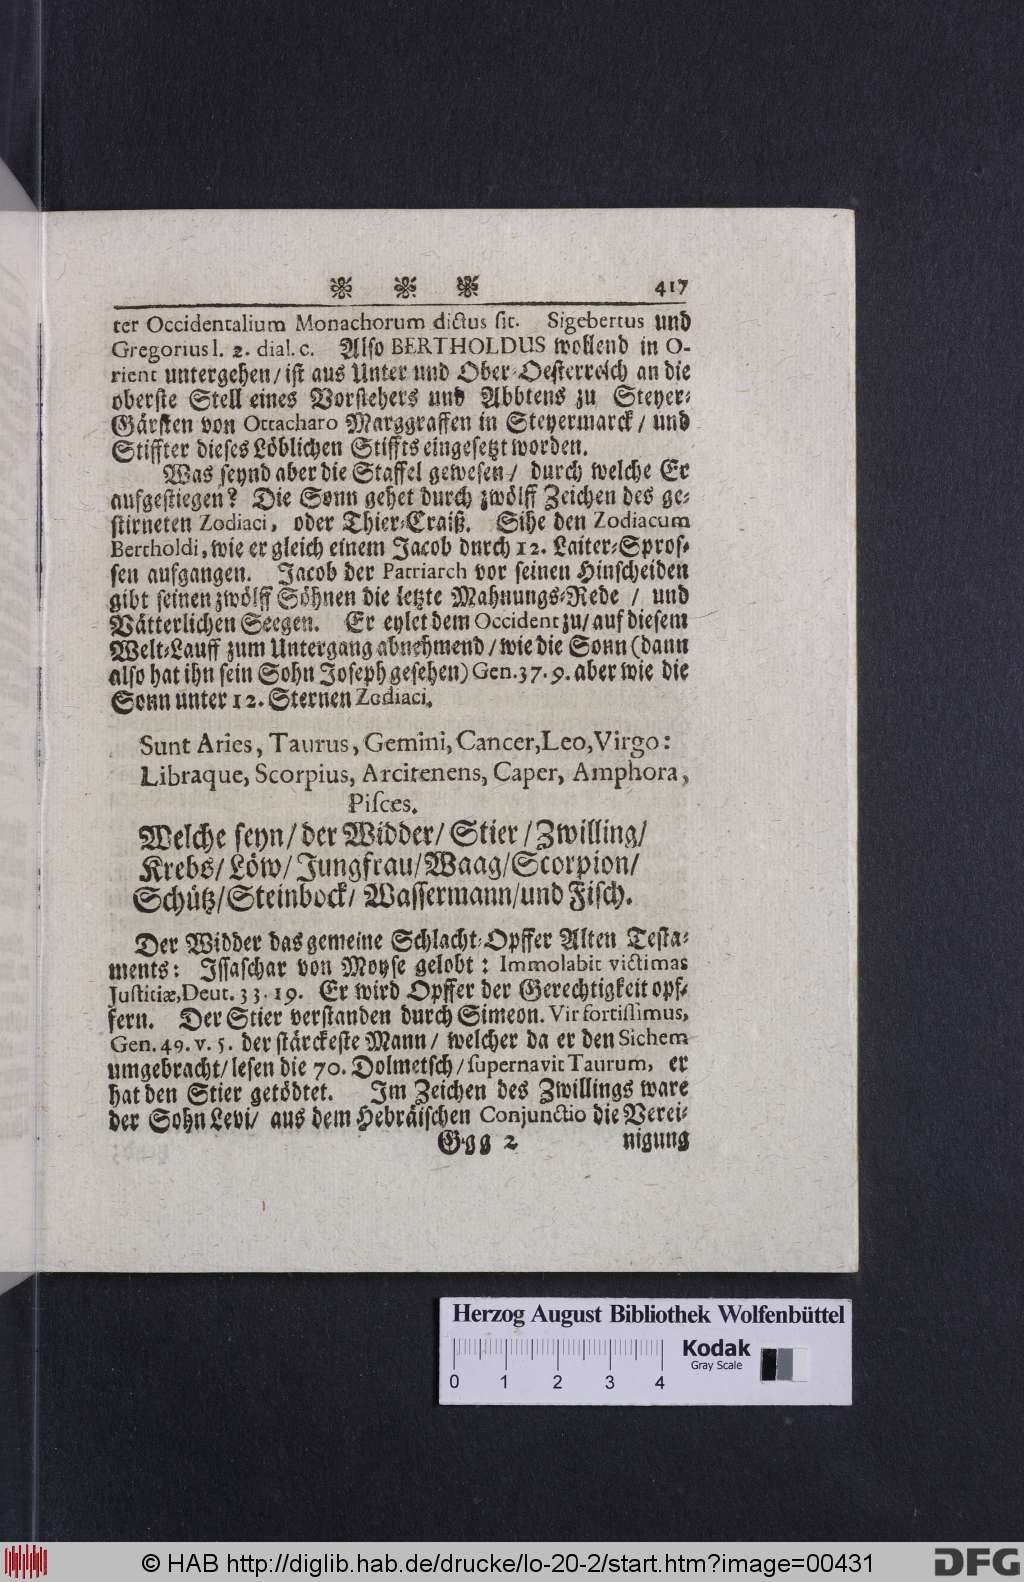 417
ter Occidentalium Monachorum dictus sit. Sigebertus und
Gregorius l. 2. dial. c. Also BERTHOLDUS wollend in O-
rient untergehen/ ist aus Unter und Ober-Oesterreich an die
oberste Stell eines Vorstehers und Abbtens zu Steyer-
Gärsten von Ottacharo Marggraffen in Steyermarck/ und
Stiffter dieses Löblichen Stiffts eingesetzt worden.
Was seynd aber die Staffel gewesen/ durch welche Er
aufgestiegen? Die Sonn gehet durch zwölff Zeichen des ge-
stirneten Zodiaci, oder Thier-Craiß. Sihe den Zodiacum
Bertholdi, wie er gleich einem Jacob durch 12. Laiter-Spros-
sen aufgangen. Jacob der Patriarch vor seinen Hinscheiden
gibt seinen zwölff Söhnen die letzte Mahnungs-Rede / und
Vätterlichen Seegen. Er eylet dem Occident zu/ auf diesem
Welt-Lauff zum Untergang abnehmend/ wie die Sonn (dann
also hat ihn sein Sohn Joseph gesehen) Gen. 37. 9. aber wie die
Sonn unter 12. Sternen Zodiaci.
Sunt Aries, Taurus, Gemini, Cancer, Leo, Virgo:
Libraque, Scorpius, Arcitenens, Caper, Amphora,
Pisces.
Welche seyn/ der Widder/ Stier/ Zwilling/
Krebs/ Löw/ Jungfrau/ Waag/ Scorpion/
Schütz/ Steinbock/ Wassermann/ und Fisch.
Der Widder das gemeine Schlacht-Opffer Alten Testa-
ments: Issaschar von Moyse gelobt: Immolabit victimas
Justitiæ, Deut. 33. 19. Er wird Opffer der Gerechtigkeit opf-
fern. Der Stier verstanden durch Simeon. Vir fortissimus,
Gen. 49. v. 5. der stärckeste Mann/ welcher da er den Sichem
umgebracht/ lesen die 70. Dolmetsch/ supernavit Taurum, er
hat den Stier getödtet. Im Zeichen des Zwillings ware
der Sohn Levi/ aus dem Hebräischen Conjunctio die Verei-
Ggg 2 nigung
Herzog August Bibliothek Wolfenbüttel
Kodak
Gray Scale
0 1 2 3 4
© HAB http://diglib.hab.de/drucke/lo-20-2/start.htm?image=00431
DFG